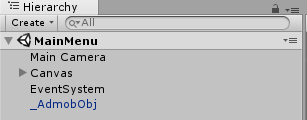 Hierarchy
Create All
MainMenu
Main Camera
Canvas
EventSystem
_AdmobObj